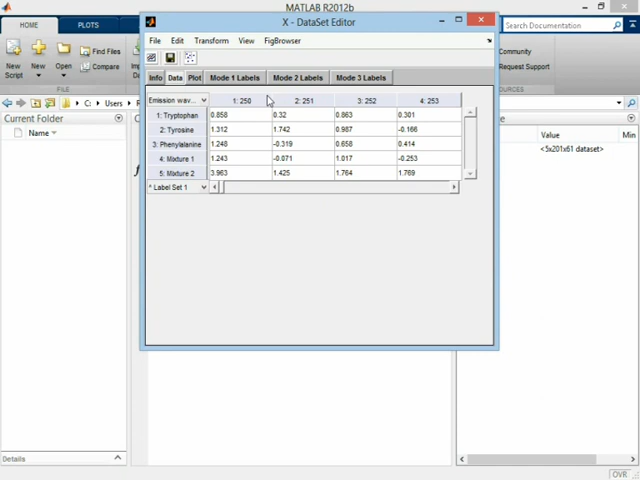 MATLAB R2012b
HOME
PLOTS
Search Documentation
New Script
New
Open
Find Files
Compare
FILE
Community
Request Support
C:
Users
Current Folder
Name
Details
Value
<5x201x61 dataset>
X - DataSet Editor
File Edit Transform View FigBrowser
Info Data Plot Mode 1 Labels Mode 2 Labels Mode 3 Labels
Emission wav... 1: 250 2: 251 3: 252 4: 253
1: Tryptophan 0.858 0.32 0.863 0.301
2: Tyrosine 1.312 1.742 0.987 -0.166
3: Phenylalanine 1.248 -0.319 0.658 0.414
4: Mixture 1 1.243 -0.071 1.017 -0.253
5: Mixture 2 3.963 1.425 1.764 1.769
^ Label Set 1
OVR